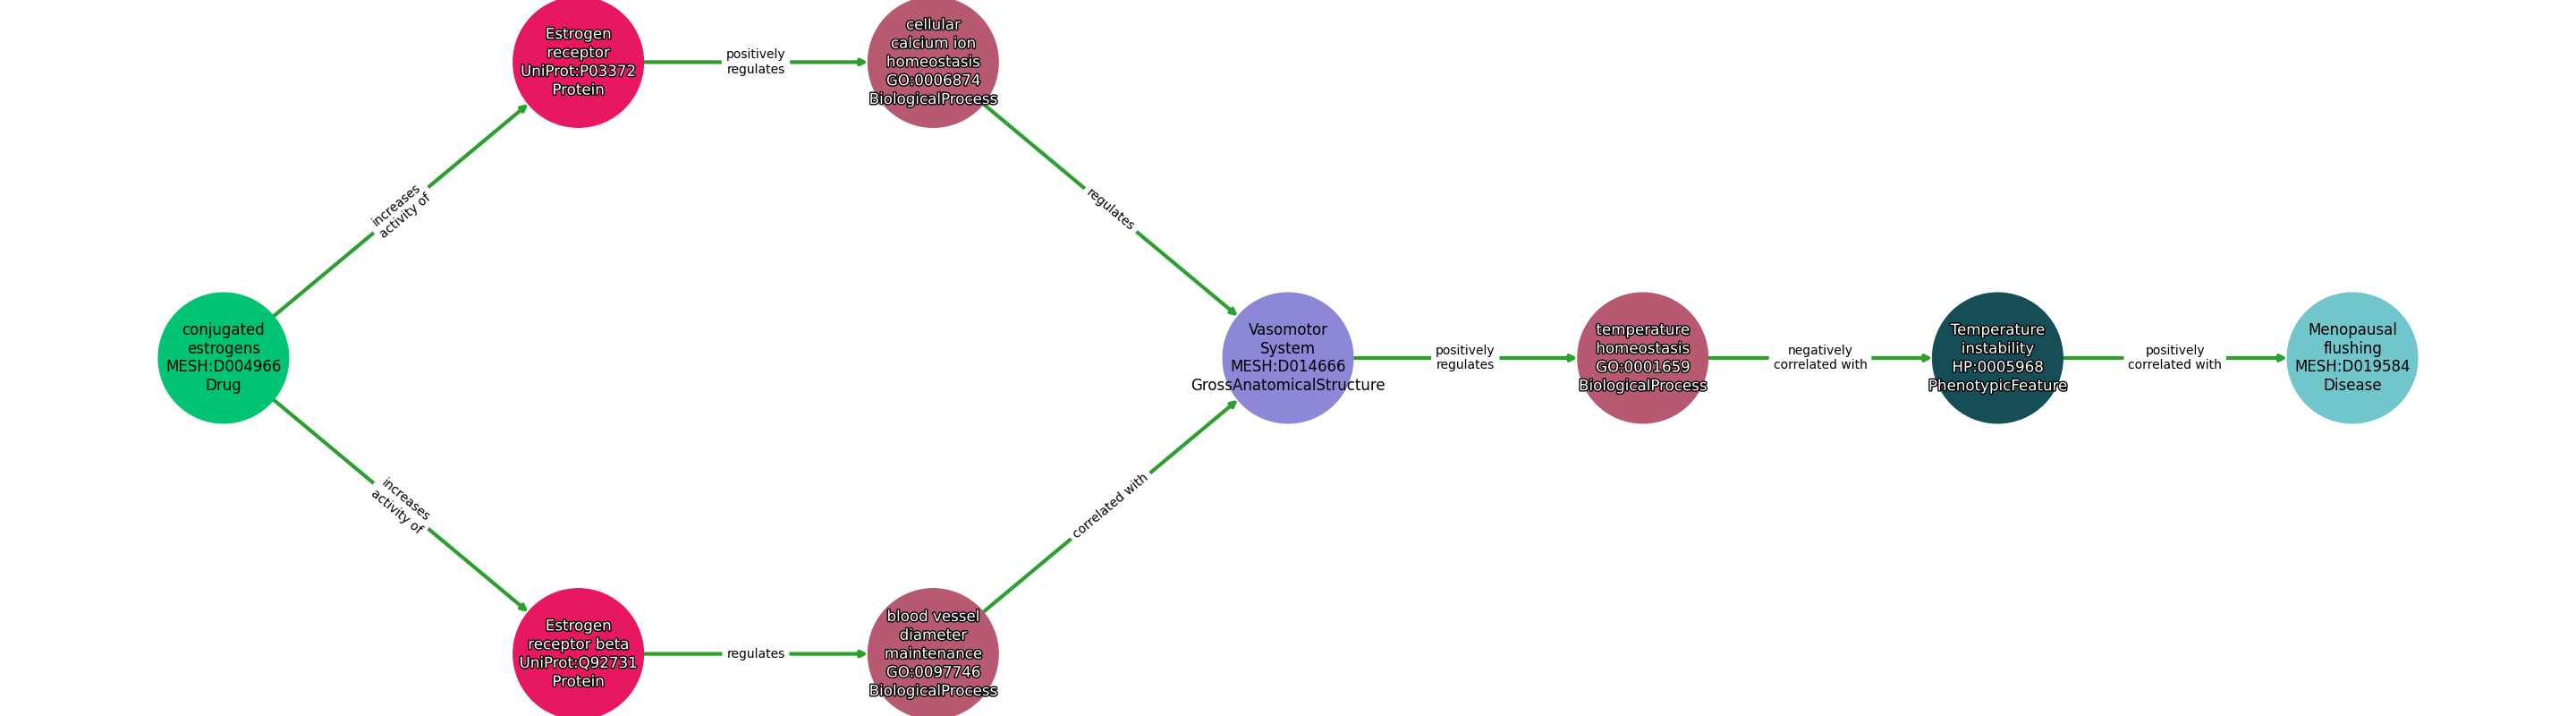 Estrogen
receptor
UniProt:P03372
Protein
positively
regulates
cellular
calcium ion
homeostasis
GO:0006874
BiologicalProcess
increases
activity of
regulates
conjugated
estrogens
MESH:D004966
Drug
Vasomotor
System
MESH:D014666
GrossAnatomicalStructure
positively
regulates
temperature
homeostasis
GO:0001659
BiologicalProcess
negatively
correlated with
Temperature
instability
HP:0005968
PhenotypicFeature
positively
correlated with
Menopausal
flushing
MESH:D019584
Disease
increases
activity of
correlated with
Estrogen
receptor beta
UniProt:Q92731
Protein
regulates
blood vessel
diameter
maintenance
GO:0097746
BiologicalProcess